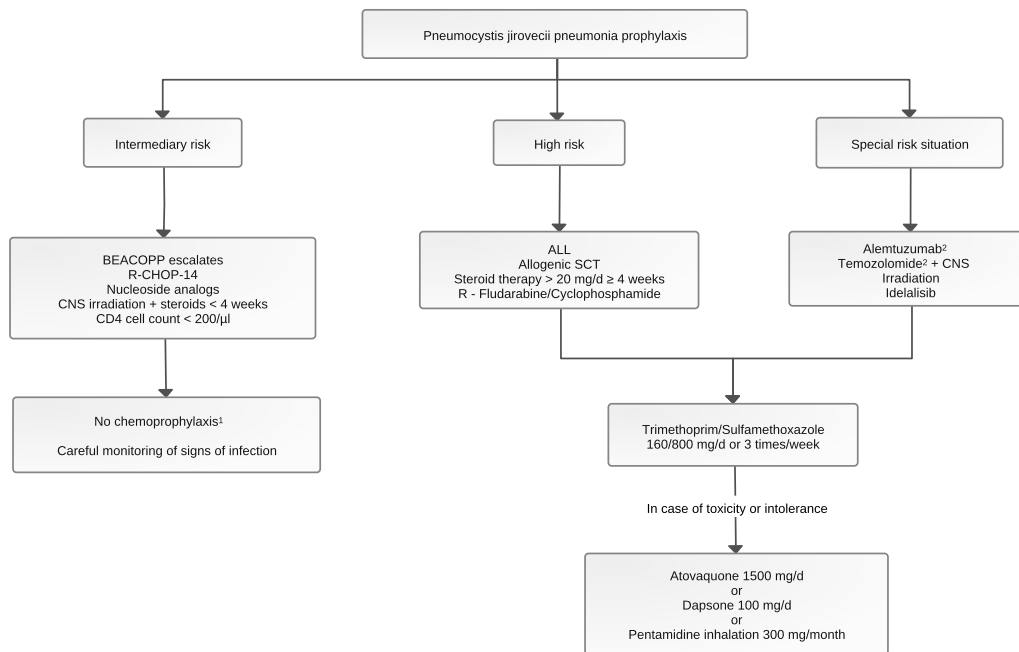 Pneumocystis jirovecii pneumonia prophylaxis
Intermediary risk
High risk
Special risk situation
BEACOPP escalates
R-CHOP-14
Nucleoside analogs
CNS irradiation + steroids < 4 weeks
CD4 cell count < 200/µl
ALL
Allogenic SCT
Steroid therapy > 20 mg/d ≥ 4 weeks
R - Fludarabine/Cyclophosphamide
Alemtuzumab²
Temozolomide² + CNS
Irradiation
Idelalisib
No chemoprophylaxis¹
Careful monitoring of signs of infection
Trimethoprim/Sulfamethoxazole
160/800 mg/d or 3 times/week
In case of toxicity or intolerance
Atovaquone 1500 mg/d
or
Dapsone 100 mg/d
or
Pentamidine inhalation 300 mg/month